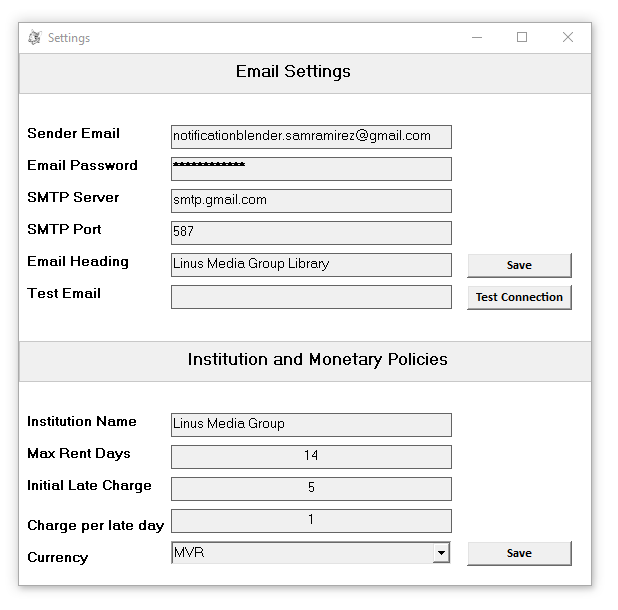 Settings
Email Settings
Sender Email notificationblender.samramirez@gmail.com
Email Password ************
SMTP Server smtp.gmail.com
SMTP Port 587
Email Heading Linus Media Group Library Save
Test Email Test Connection
Institution and Monetary Policies
Institution Name Linus Media Group
Max Rent Days 14
Initial Late Charge 5
Charge per late day 1
Currency MVR Save